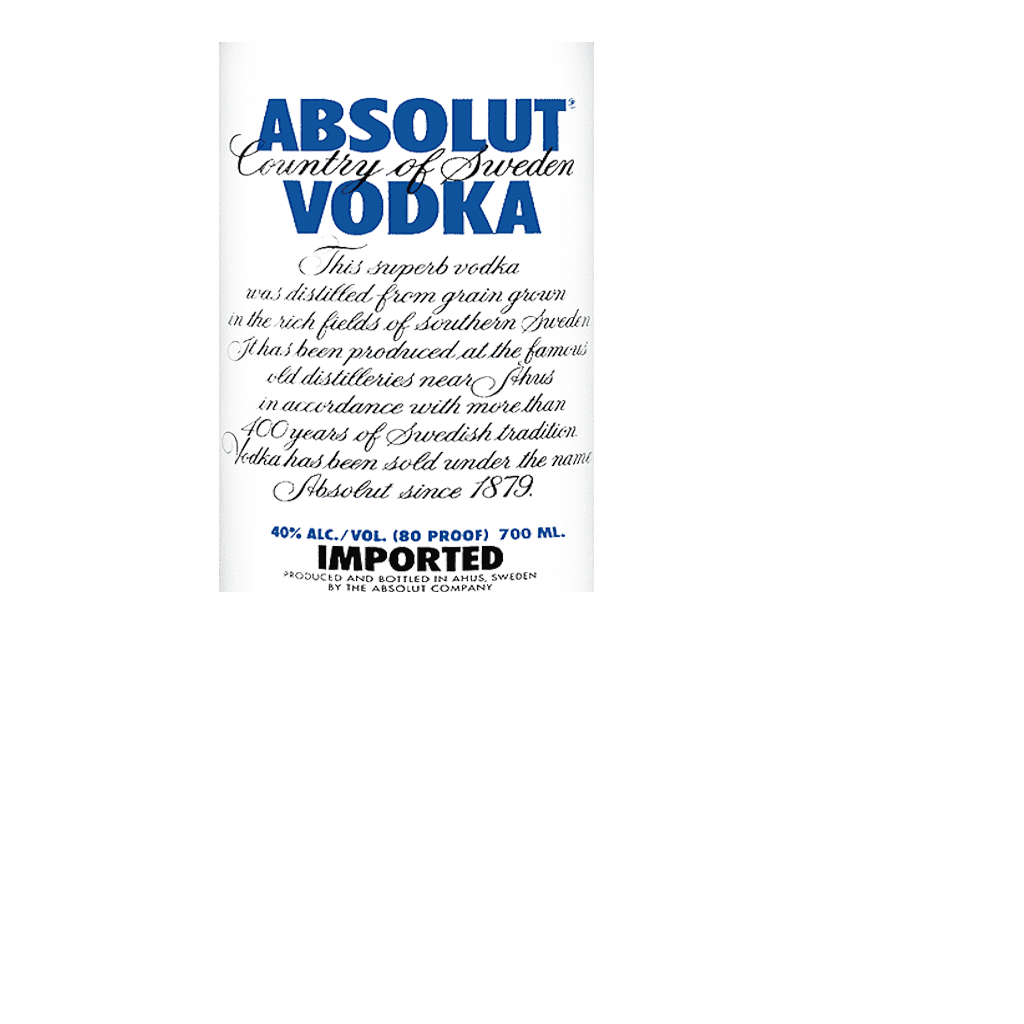 ABSOLUT®
Country of Sweden
VODKA
This superb vodka
was distilled from grain grown
in the rich fields of southern Sweden
It has been produced at the famous
old distilleries near Ahus
in accordance with more than
400 years of Swedish tradition.
Vodka has been sold under the name
Absolut since 1879.
40% ALC./VOL. (80 PROOF) 700 ML.
IMPORTED
PRODUCED AND BOTTLED IN AHUS, SWEDEN
BY THE ABSOLUT COMPANY